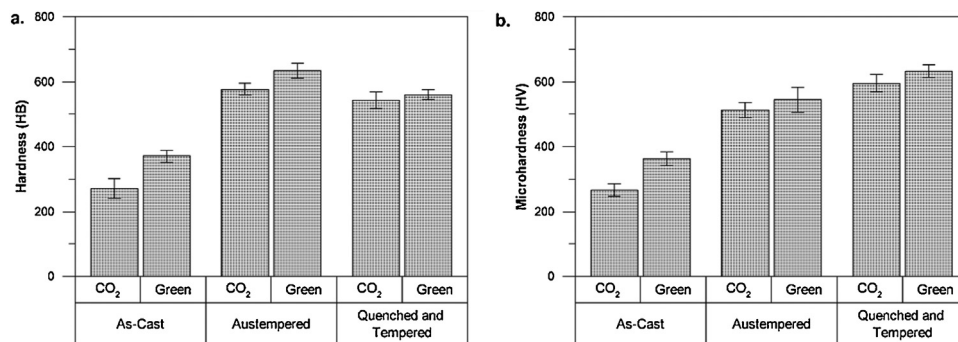 a.
800
600
400
200
0
Hardness (HB)
CO₂ Green CO₂ Green CO₂ Green
As-Cast Austempered Quenched and
Tempered
b.
800
600
400
200
0
Microhardness (HV)
CO₂ Green CO₂ Green CO₂ Green
As-Cast Austempered Quenched and
Tempered